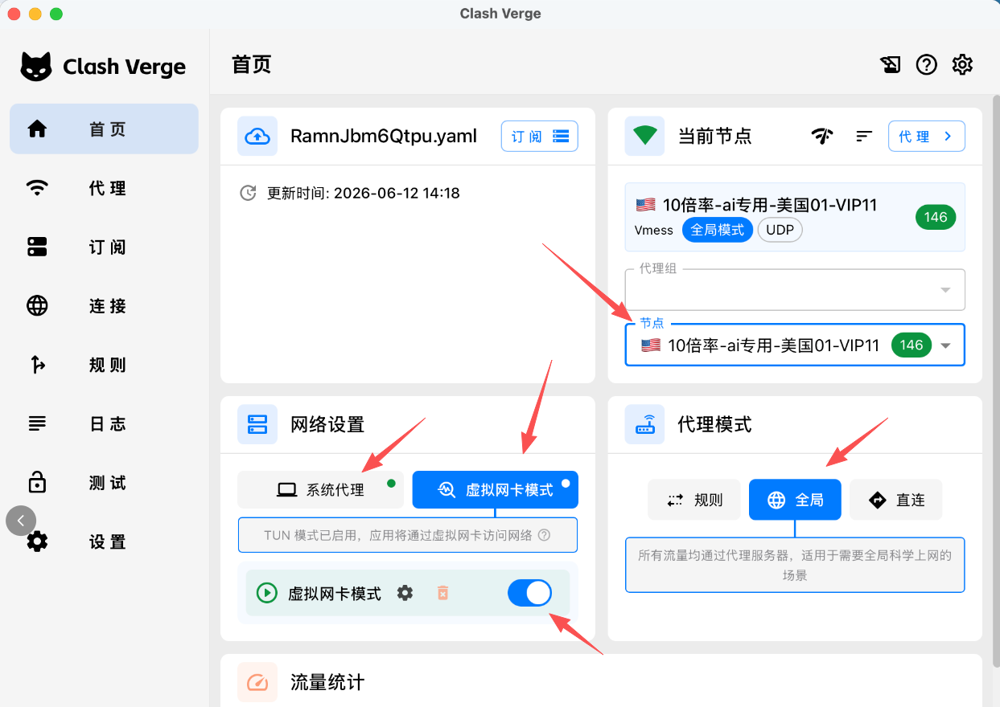 Clash Verge
Clash Verge
首页
首页
代理
订阅
连接
规则
日志
测试
设置
RamnJbm6Qtpu.yaml
订阅
更新时间: 2026-06-12 14:18
当前节点
代理
🇺🇸 10倍率-ai专用-美国01-VIP11
146
Vmess 全局模式 UDP
代理组
节点
🇺🇸 10倍率-ai专用-美国01-VIP11 146
网络设置
系统代理
虚拟网卡模式
TUN 模式已启用，应用将通过虚拟网卡访问网络
虚拟网卡模式
代理模式
规则
全局
直连
所有流量均通过代理服务器，适用于需要全局科学上网的
场景
流量统计